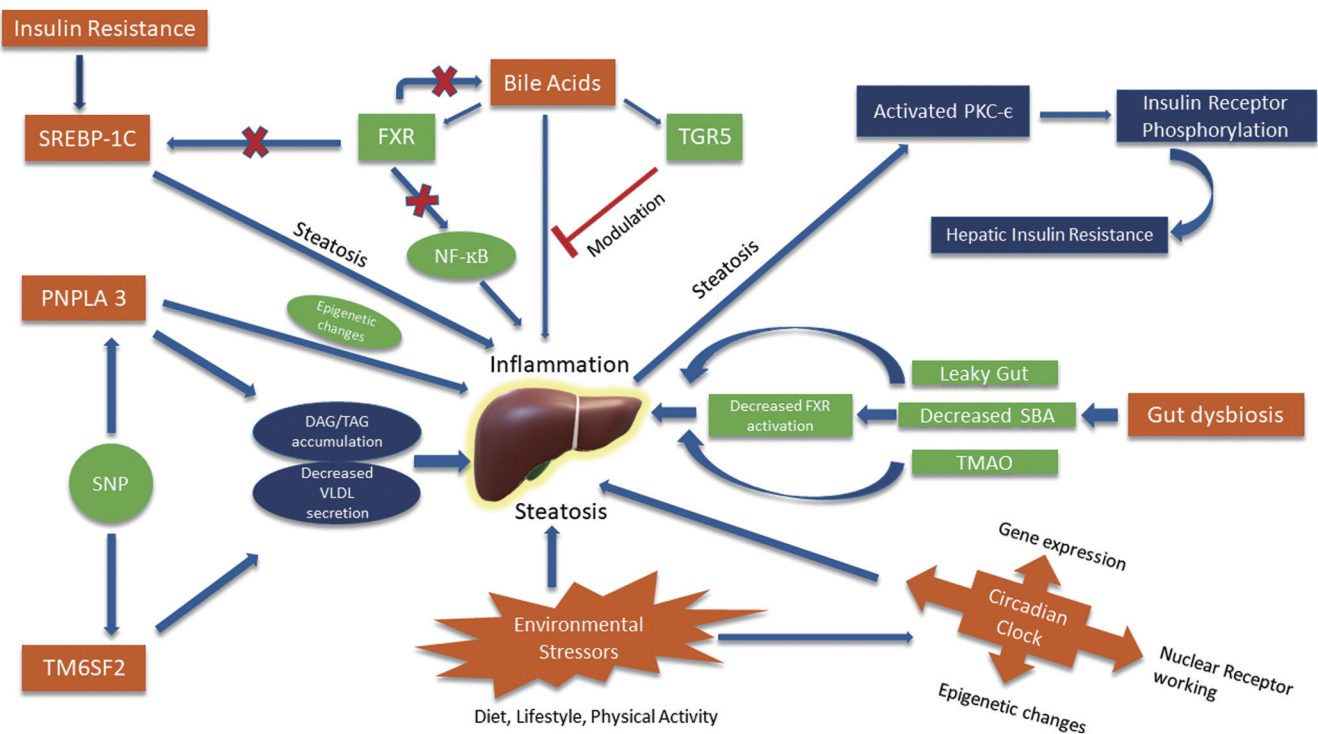 Insulin Resistance
SREBP-1C
FXR
Bile Acids
TGR5
Modulation
NF-κB
Steatosis
Activated PKC-ϵ
Insulin Receptor
Phosphorylation
Hepatic Insulin Resistance
Steatosis
PNPLA 3
Epigenetic
changes
Inflammation
DAG/TAG
accumulation
Decreased
VLDL
secretion
SNP
TM6SF2
Steatosis
Leaky Gut
Decreased FXR
activation
Decreased SBA
TMAO
Gut dysbiosis
Environmental
Stressors
Diet, Lifestyle, Physical Activity
Gene expression
Circadian
Clock
Nuclear Receptor
working
Epigenetic changes